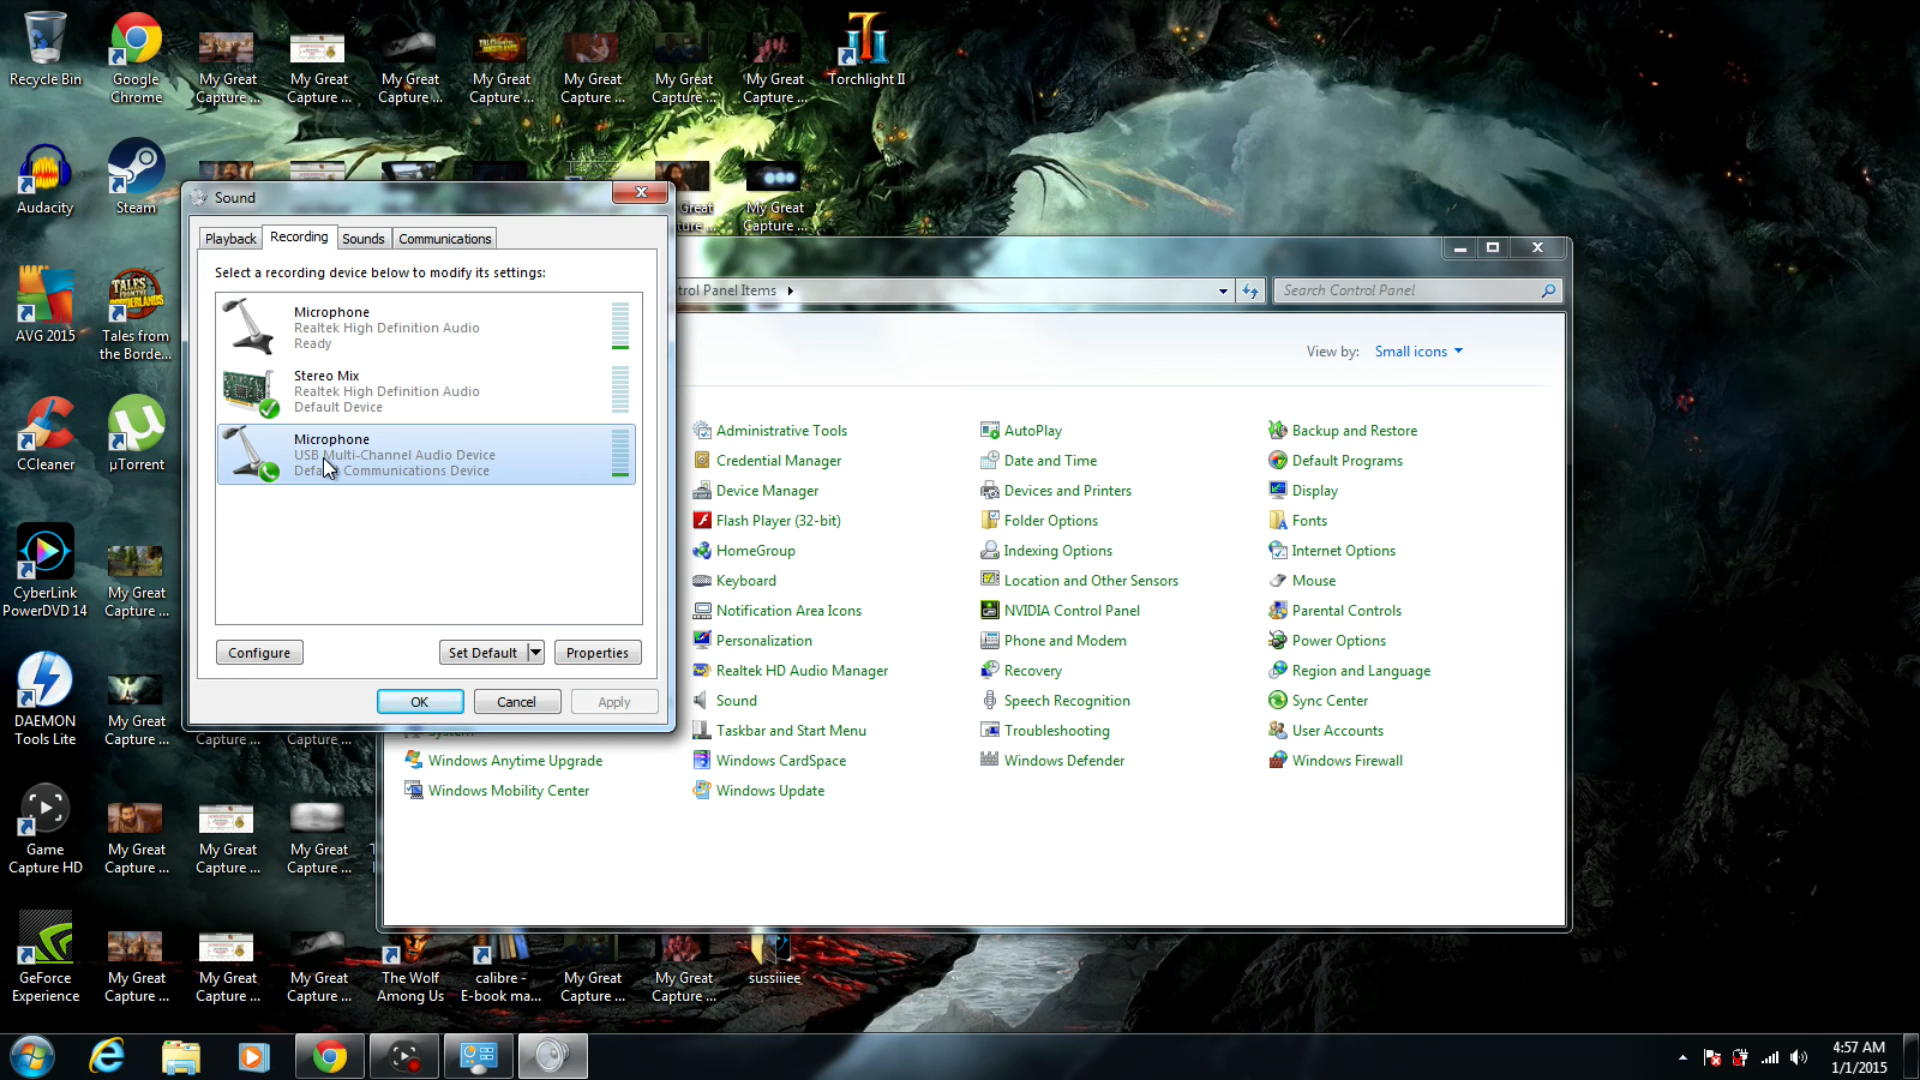 Recycle Bin
Google
Chrome
My Great
Capture ...
My Great
Capture ...
My Great
Capture ...
My Great
Capture ...
My Great
Capture ...
My Great
Capture ...
My Great
Capture ...
Torchlight II
Audacity
Steam
Great
ture ...
My Great
Capture ...
AVG 2015
Tales from
the Borde...
CCleaner
µTorrent
CyberLink
PowerDVD 14
My Great
Capture ...
DAEMON
Tools Lite
My Great
Capture ...
Capture ...
Capture ...
Game
Capture HD
My Great
Capture ...
My Great
Capture ...
My Great
Capture ...
GeForce
Experience
My Great
Capture ...
My Great
Capture ...
My Great
Capture ...
The Wolf
Among Us
calibre -
E-book ma...
My Great
Capture ...
My Great
Capture ...
sussiiiee
Sound
Playback
Recording
Sounds
Communications
Select a recording device below to modify its settings:
Microphone
Realtek High Definition Audio
Ready
Stereo Mix
Realtek High Definition Audio
Default Device
Microphone
USB Multi-Channel Audio Device
Default Communications Device
Configure
Set Default
Properties
OK
Cancel
Apply
trol Panel Items
Search Control Panel
View by:
Small icons
Administrative Tools
AutoPlay
Backup and Restore
Credential Manager
Date and Time
Default Programs
Device Manager
Devices and Printers
Display
Flash Player (32-bit)
Folder Options
Fonts
HomeGroup
Indexing Options
Internet Options
Keyboard
Location and Other Sensors
Mouse
Notification Area Icons
NVIDIA Control Panel
Parental Controls
Personalization
Phone and Modem
Power Options
Realtek HD Audio Manager
Recovery
Region and Language
Sound
Speech Recognition
Sync Center
System
Taskbar and Start Menu
Troubleshooting
User Accounts
Windows Anytime Upgrade
Windows CardSpace
Windows Defender
Windows Firewall
Windows Mobility Center
Windows Update
4:57 AM
1/1/2015